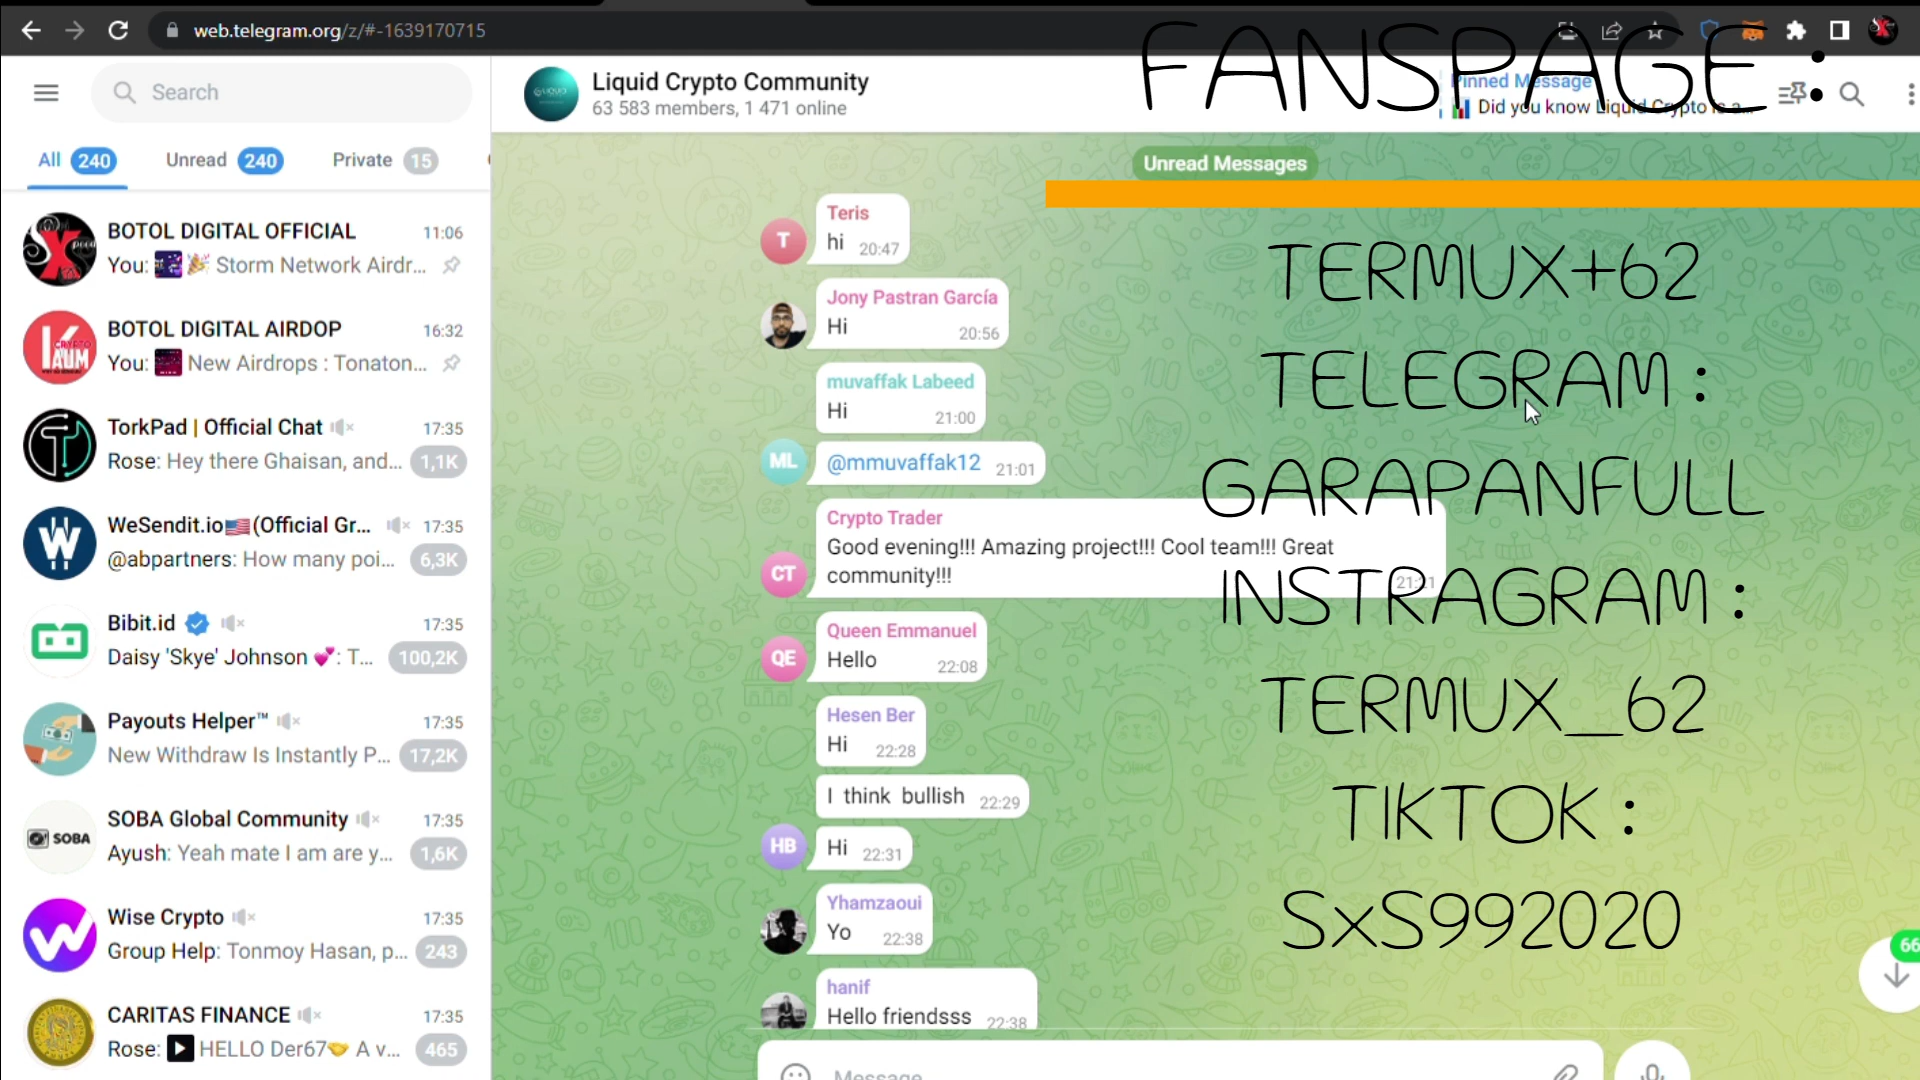 web.telegram.org/z/#-1639170715
Search
All 240
Unread 240
Private 15
BOTOL DIGITAL OFFICIAL 11:06
You: Storm Network Airdr...
BOTOL DIGITAL AIRDOP 16:32
You: New Airdrops : Tonaton...
TorkPad | Official Chat 17:35
Rose: Hey there Ghaisan, and... 1,1K
WeSendit.io🇺🇸(Official Gr... 17:35
@abpartners: How many poi... 6,3K
Bibit.id 17:35
Daisy 'Skye' Johnson 💕: T... 100,2K
Payouts Helper™ 17:35
New Withdraw Is Instantly P... 17,2K
SOBA Global Community 17:35
Ayush: Yeah mate I am are y... 1,6K
SOBA
Wise Crypto 17:35
Group Help: Tonmoy Hasan, p... 243
CARITAS FINANCE 17:35
Rose: HELLO Der67🤝 A v... 465
Liquid Crypto Community
63 583 members, 1 471 online
Pinned Message
📊 Did you know Liquid Crypto is a...
Unread Messages
T
Teris
hi 20:47
Jony Pastran García
Hi 20:56
muvaffak Labeed
Hi 21:00
ML
@mmuvaffak12 21:01
Crypto Trader
Good evening!!! Amazing project!!! Cool team!!! Great
community!!! 21:21
CT
Queen Emmanuel
Hello 22:08
QE
Hesen Ber
Hi 22:28
I think bullish 22:29
HB
Hi 22:31
Yhamzaoui
Yo 22:38
hanif
Hello friendsss 22:38
Message
66
FANSPAGE :
TERMUX+62
TELEGRAM :
GARAPANFULL
INSTRAGRAM :
TERMUX__62
TIKTOK :
SxS992020